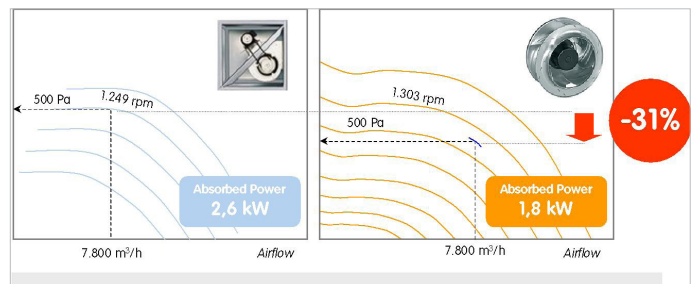 500 Pa
1.249 rpm
Absorbed Power
2,6 kW
7.800 m³/h
Airflow
1.303 rpm
500 Pa
Absorbed Power
1,8 kW
7.800 m³/h
Airflow
-31%